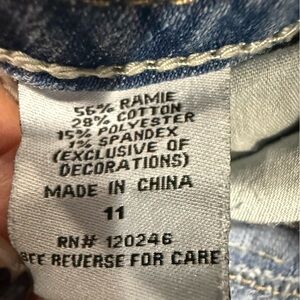 56% RAMIE
28% COTTON
15% POLYESTER
1% SPANDEX
(EXCLUSIVE OF
DECORATIONS)
MADE IN CHINA
11
RN# 120246
SEE REVERSE FOR CARE